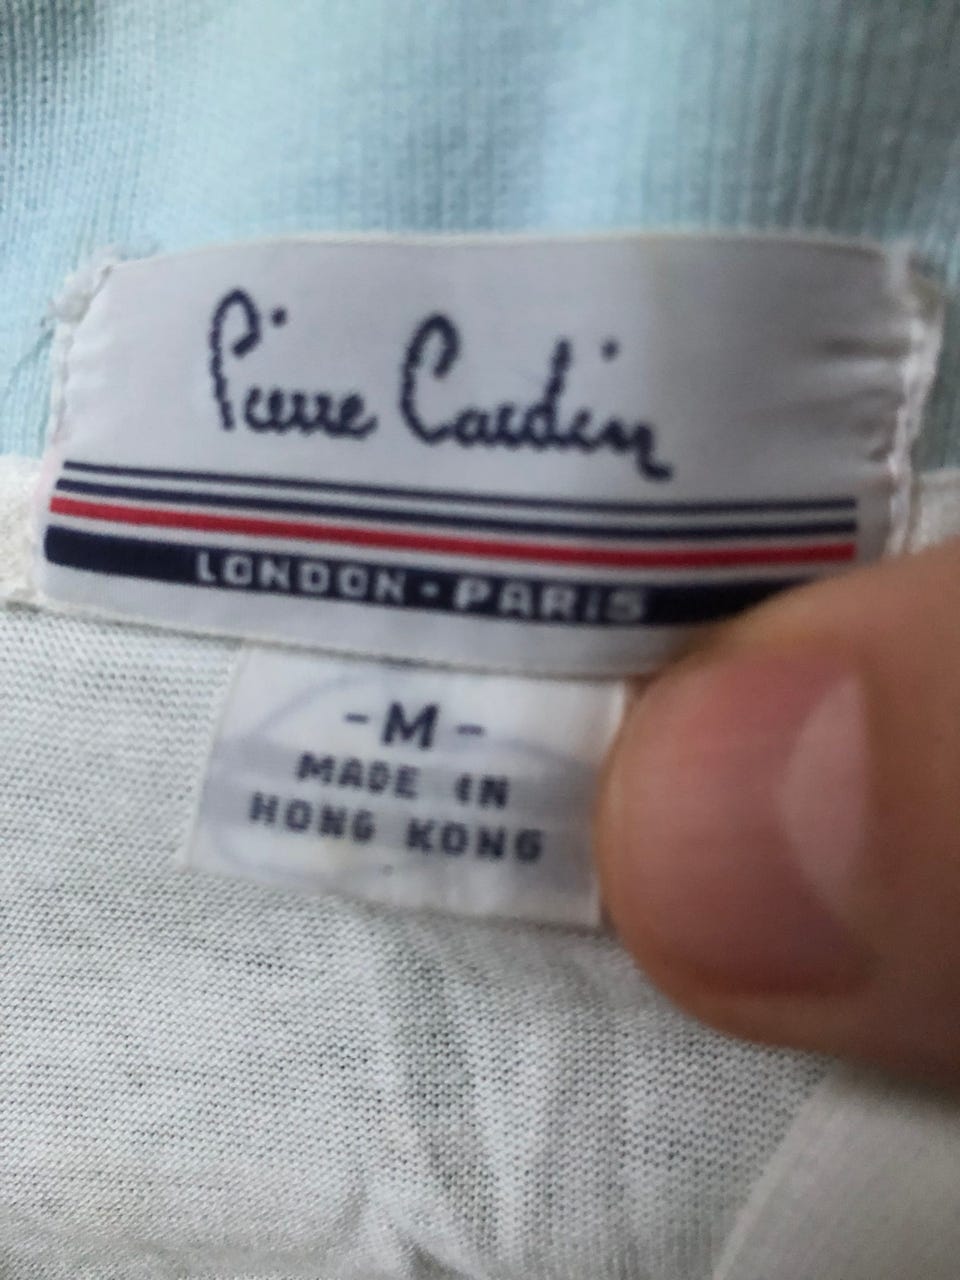 Pierre Cardin
LONDON · PARIS
- M -
MADE IN
HONG KONG